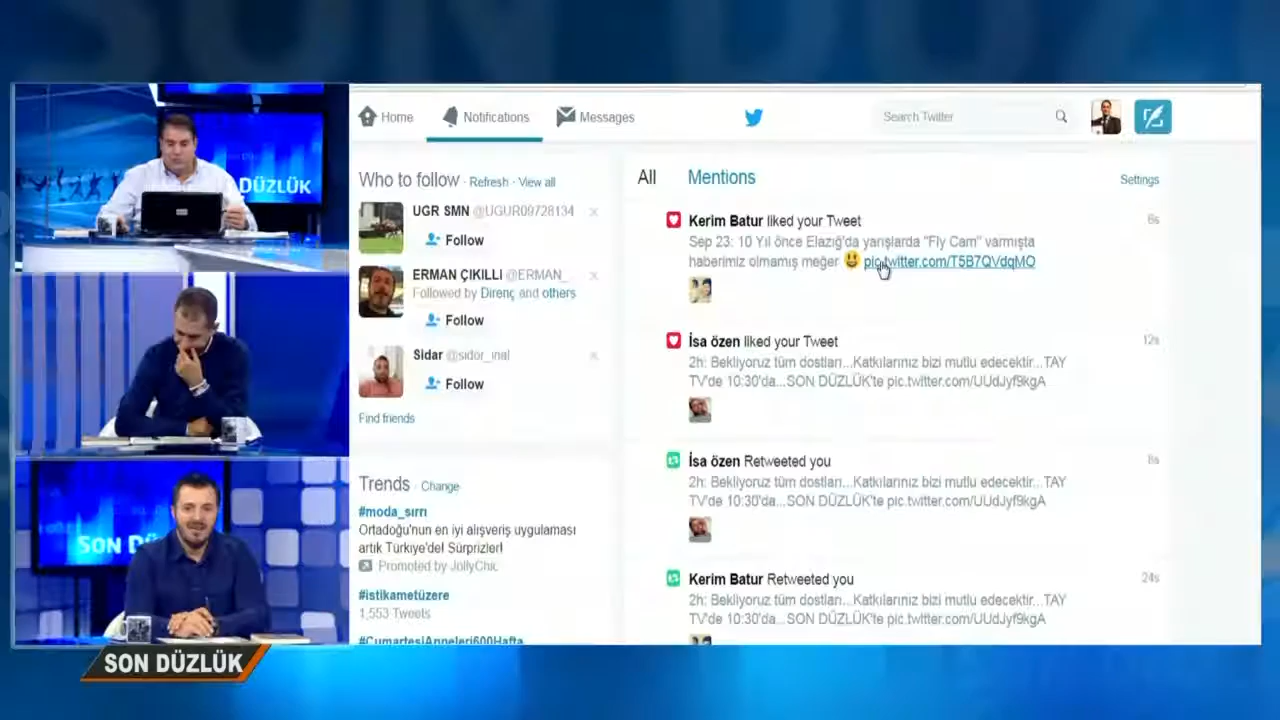 DÜZLÜK
SON DÜ
SON DÜZLÜK
Home
Notifications
Messages
Search Twitter
Who to follow · Refresh · View all
UGR SMN @UGUR09728134
Follow
ERMAN ÇIKILLI @ERMAN_
Followed by Direnç and others
Follow
Sidar @sidor_inal
Follow
Find friends
Trends · Change
#moda_sırrı
Ortadoğu'nun en iyi alışveriş uygulaması
artık Türkiye'de! Sürprizler!
Promoted by JollyChic
#istikametüzere
1,553 Tweets
#CumartesiAnneleri600Hafta
All
Mentions
Settings
Kerim Batur liked your Tweet 6s
Sep 23: 10 Yıl önce Elazığ'da yarışlarda "Fly Cam" varmışta
haberimiz olmamış meğer 😃 pic.twitter.com/T5B7QVdqMO
İsa özen liked your Tweet 12s
2h: Bekliyoruz tüm dostları...Katkılarınız bizi mutlu edecektir...TAY
TV'de 10:30'da...SON DÜZLÜK'te pic.twitter.com/UUdJyf9kgA
İsa özen Retweeted you 8s
2h: Bekliyoruz tüm dostları...Katkılarınız bizi mutlu edecektir...TAY
TV'de 10:30'da...SON DÜZLÜK'te pic.twitter.com/UUdJyf9kgA
Kerim Batur Retweeted you 24s
2h: Bekliyoruz tüm dostları...Katkılarınız bizi mutlu edecektir...TAY
TV'de 10:30'da...SON DÜZLÜK'te pic.twitter.com/UUdJyf9kgA